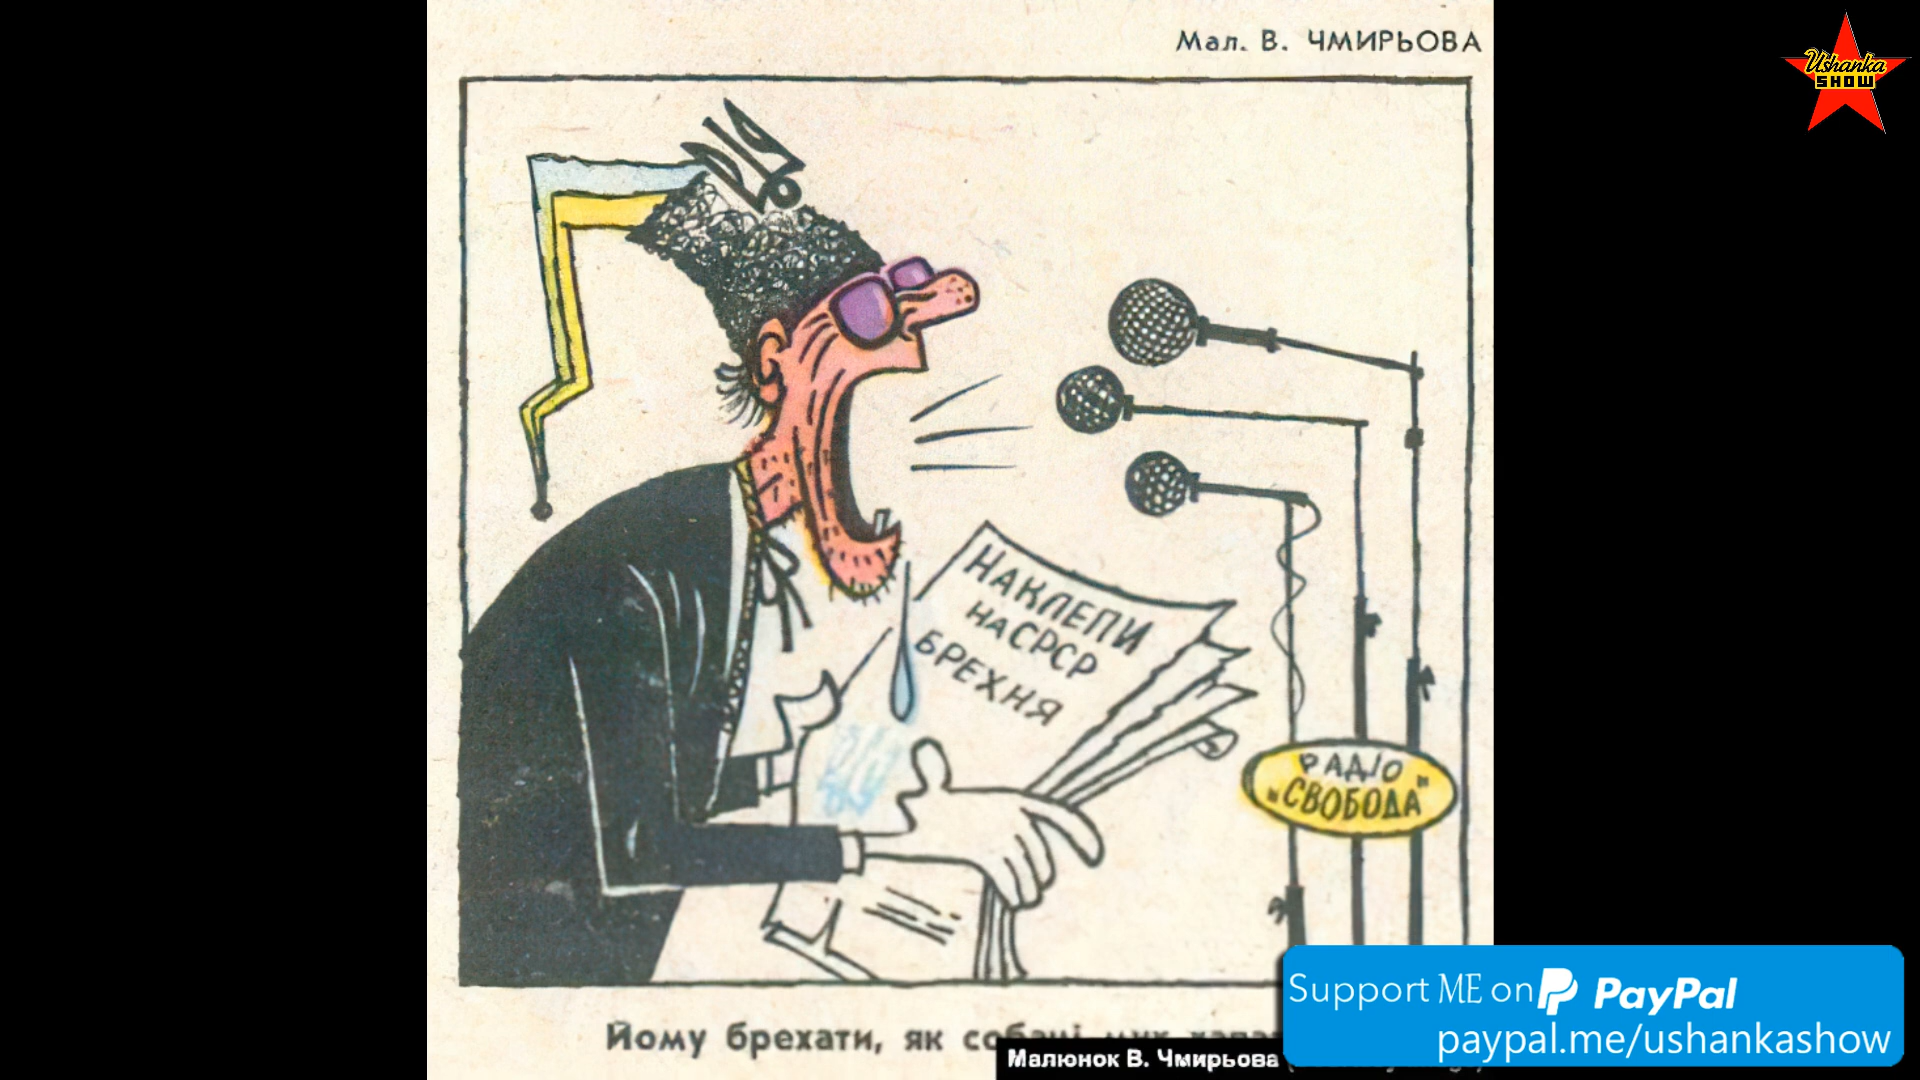 Мал. В. ЧМИРЬОВА
Ushanka
SHOW
НАКЛЕПИ
НА СРСР
БРЕХНЯ
РАДІО
„СВОБОДА"
Йому брехати, як
Малюнок В. Чмирьова
Support ME on PayPal
paypal.me/ushankashow